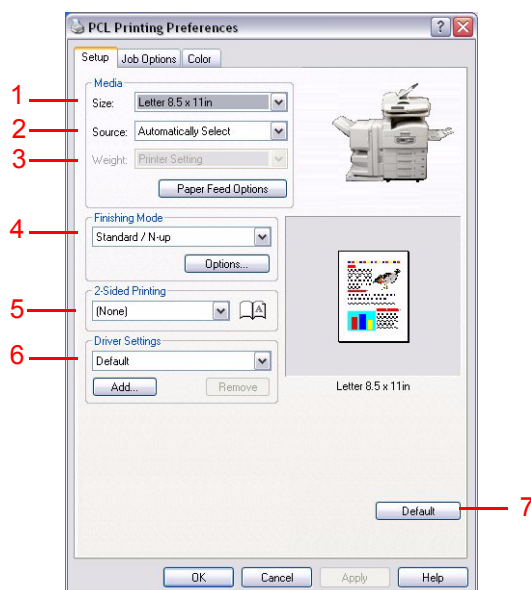 PCL Printing Preferences
Setup Job Options Color
Media
1 Size: Letter 8.5 x 11in
2 Source: Automatically Select
3 Weight: Printer Setting
Paper Feed Options
Finishing Mode
4 Standard / N-up
Options...
2-Sided Printing
5 (None) A
Driver Settings
6 Default
Add... Remove
Letter 8.5 x 11in
Default 7
OK Cancel Apply Help